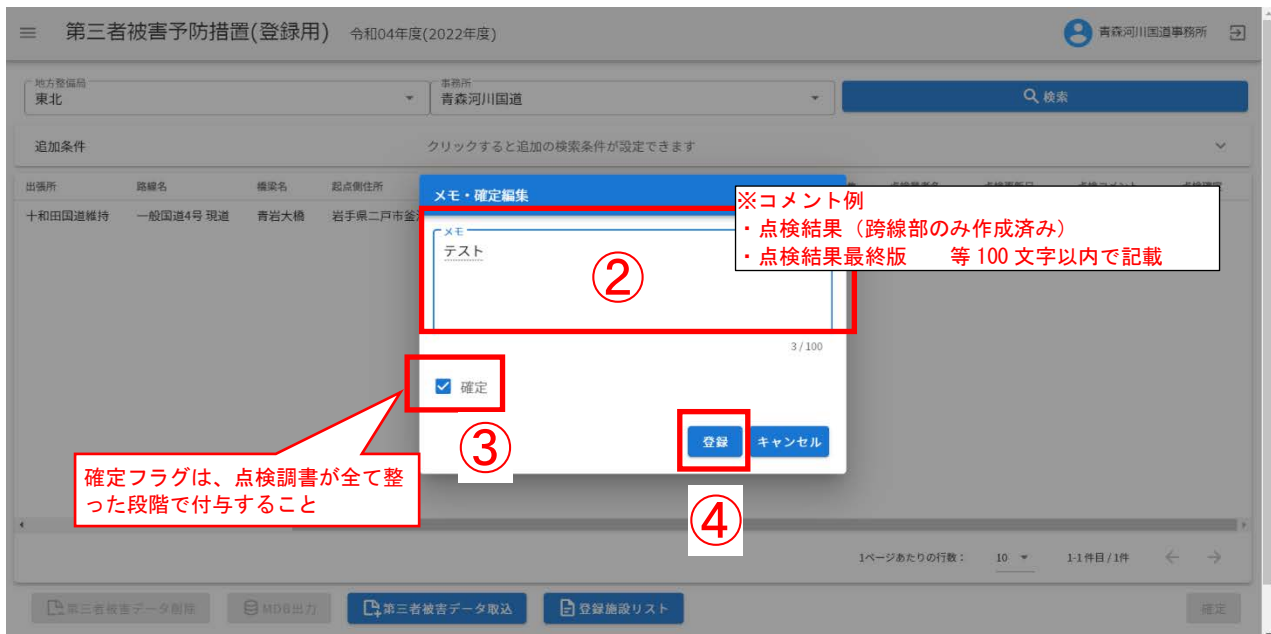 第三者被害予防措置(登録用) 令和04年度(2022年度) 青森河川国道事務所
地方整備局
東北
事務所
青森河川国道
検索
追加条件 クリックすると追加の検索条件が設定できます
出張所 路線名 橋梁名 起点側住所
十和田国道維持 一般国道4号 現道 青岩大橋 岩手県二戸市釜
メモ・確定編集
メモ
テスト
②
※コメント例
・点検結果（跨線部のみ作成済み）
・点検結果最終版 等 100 文字以内で記載
3 / 100
確定
③
登録 キャンセル
④
確定フラグは、点検調書が全て整
った段階で付与すること
1ページあたりの行数： 10 1-1 件目 / 1件
第三者被害データ削除 MDB出力 第三者被害データ取込 登録施設リスト 確定